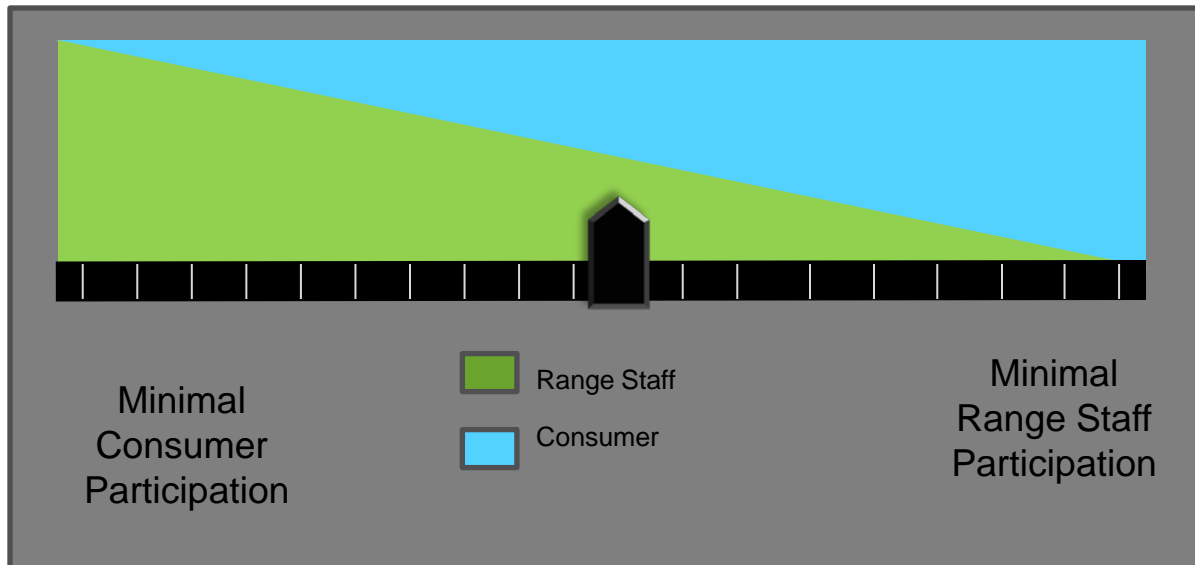 Range Staff
Consumer
Minimal
Consumer
Participation
Minimal
Range Staff
Participation